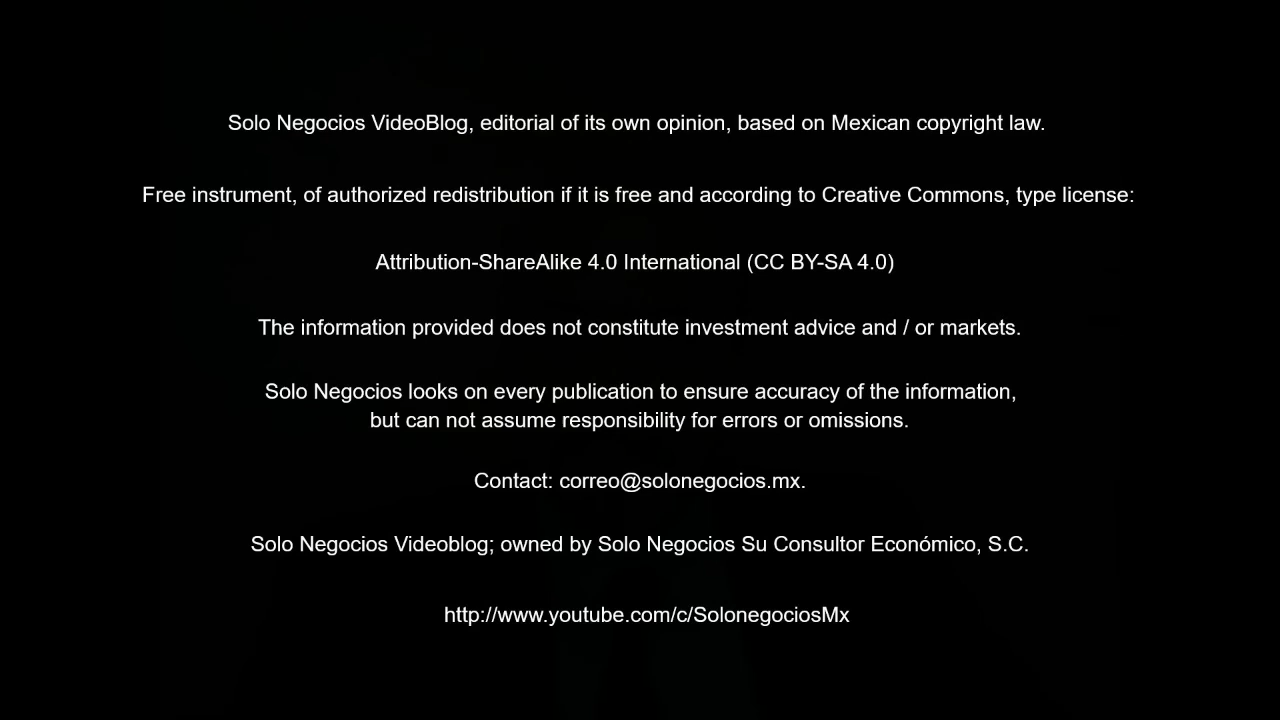 Solo Negocios VideoBlog, editorial of its own opinion, based on Mexican copyright law.
Free instrument, of authorized redistribution if it is free and according to Creative Commons, type license:
Attribution-ShareAlike 4.0 International (CC BY-SA 4.0)
The information provided does not constitute investment advice and / or markets.
Solo Negocios looks on every publication to ensure accuracy of the information,
but can not assume responsibility for errors or omissions.
Contact: correo@solonegocios.mx.
Solo Negocios Videoblog; owned by Solo Negocios Su Consultor Económico, S.C.
http://www.youtube.com/c/SolonegociosMx